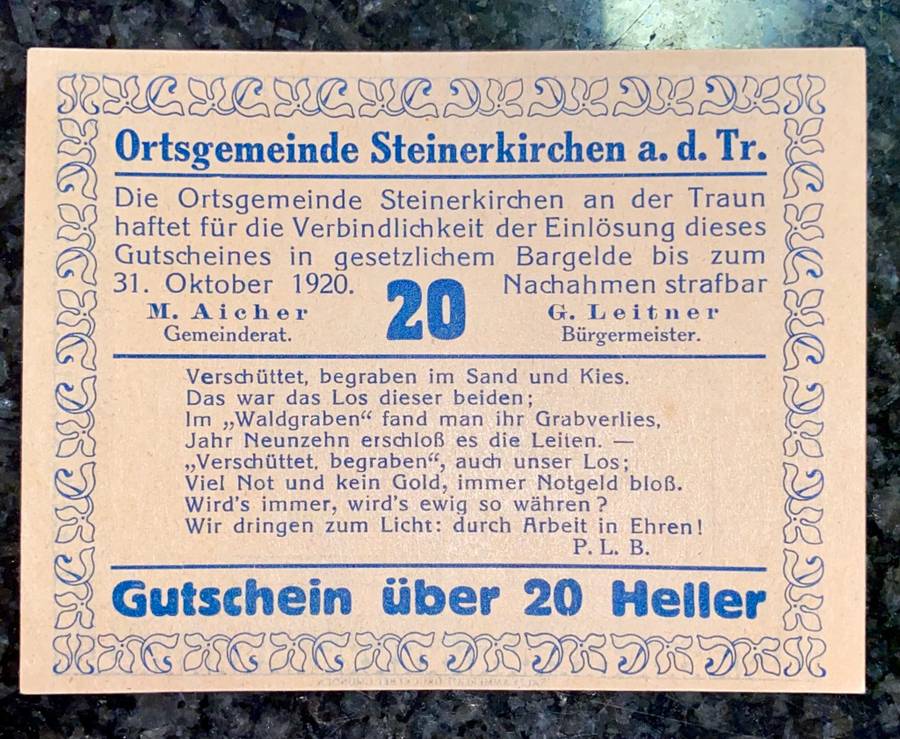 Ortsgemeinde Steinerkirchen a. d. Tr.
Die Ortsgemeinde Steinerkirchen an der Traun
haftet für die Verbindlichkeit der Einlösung dieses
Gutscheines in gesetzlichem Bargelde bis zum
31. Oktober 1920. 20 Nachahmen strafbar
M. Aicher G. Leitner
Gemeinderat. Bürgermeister.
Verschüttet, begraben im Sand und Kies.
Das war das Los dieser beiden;
Im „Waldgraben“ fand man ihr Grabverlies,
Jahr Neunzehn erschloß es die Leiten. —
„Verschüttet, begraben“, auch unser Los;
Viel Not und kein Gold, immer Notgeld bloß.
Wird's immer, wird's ewig so währen?
Wir dringen zum Licht: durch Arbeit in Ehren!
P. L. B.
Gutschein über 20 Heller